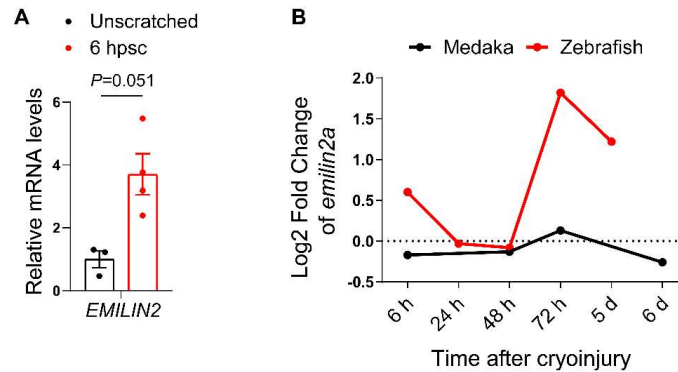 A
Unscratched
6 hpsc
P=0.051
Relative mRNA levels
6
4
2
0
EMILIN2
B
Medaka Zebrafish
Log2 Fold Change
of emilin2a
2.0
1.5
1.0
0.5
0.0
-0.5
6 h 24 h 48 h 72 h 5 d 6 d
Time after cryoinjury